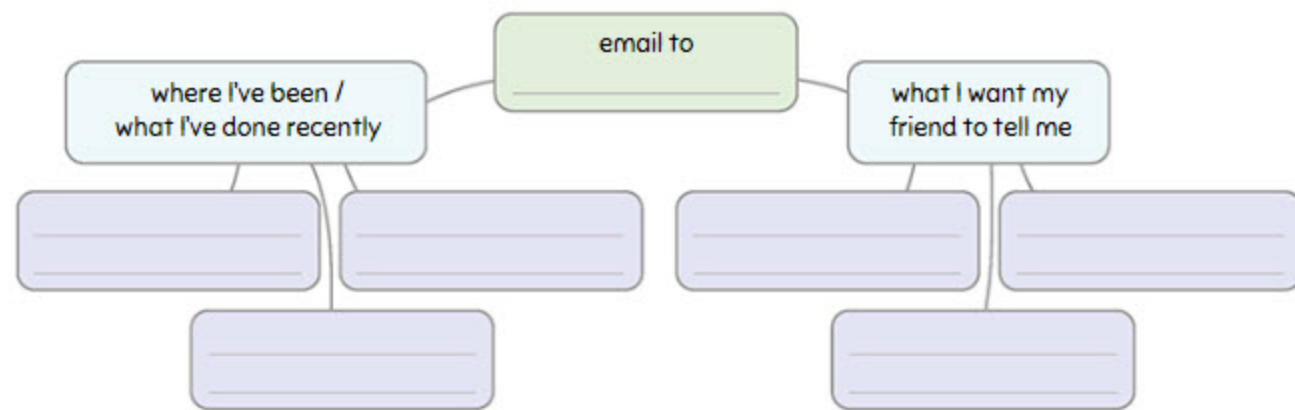 email to
where I've been /
what I've done recently
what I want my
friend to tell me